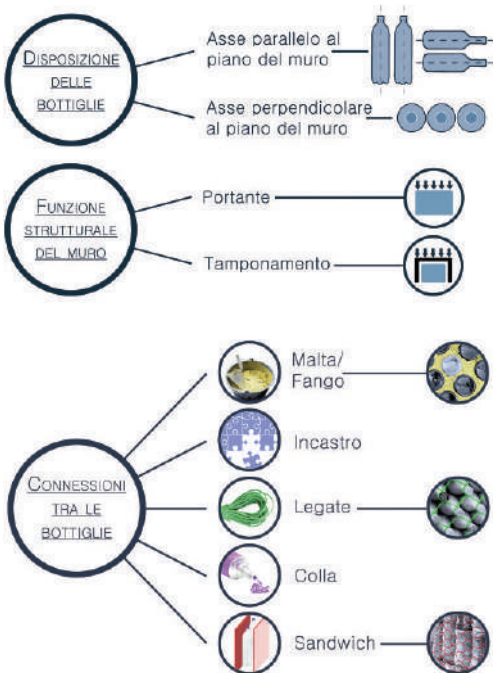 DISPOSIZIONE
DELLE
BOTTIGLIE
Asse parallelo al
piano del muro
Asse perpendicolare
al piano del muro
FUNZIONE
STRUTTURALE
DEL MURO
Portante
Tamponamento
CONNESSIONI
TRA LE
BOTTIGLIE
Malta/
Fango
Incastro
Legate
Colla
Sandwich